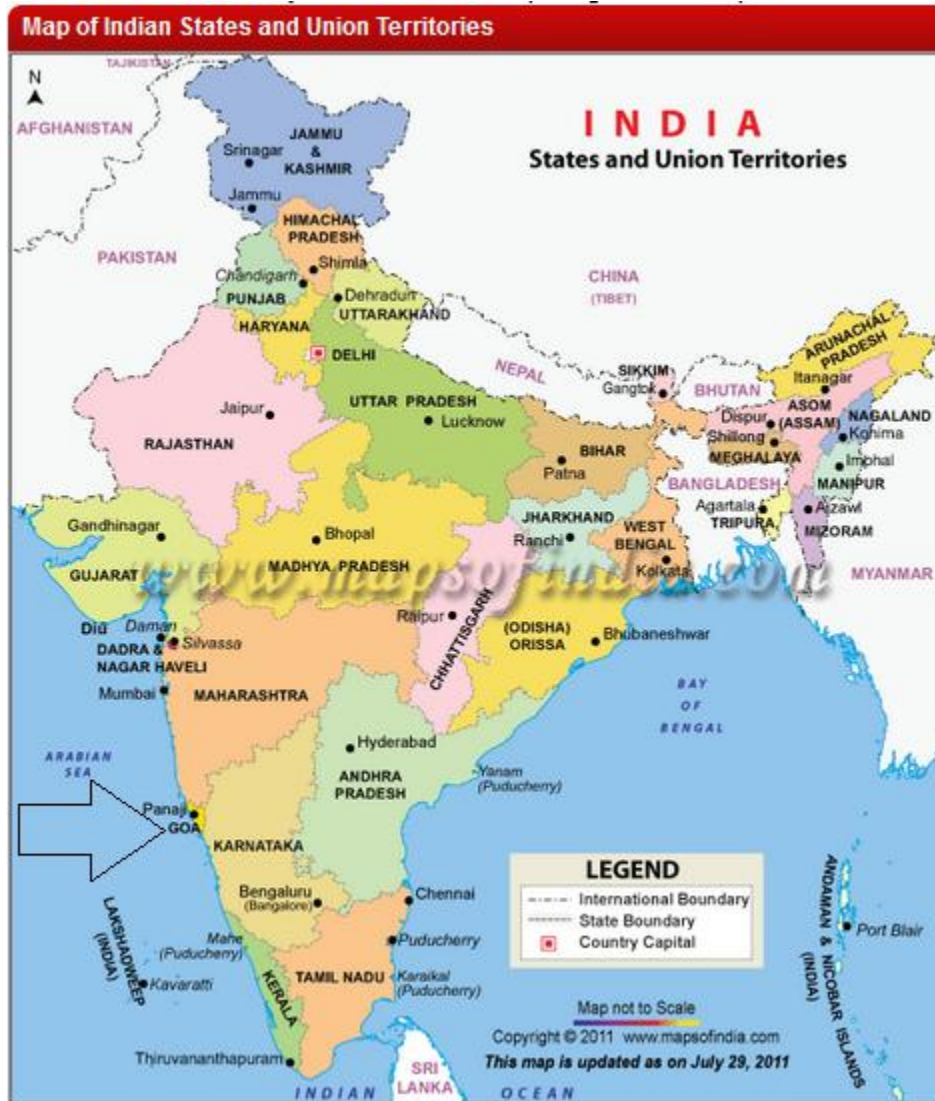 Map of Indian States and Union Territories
TAJIKISTAN
N
AFGHANISTAN
INDIA
States and Union Territories
JAMMU
&
KASHMIR
Srinagar
Jammu
HIMACHAL
PRADESH
PAKISTAN
Shimla
Chandigarh
PUNJAB
CHINA
(TIBET)
Dehradun
UTTARAKHAND
HARYANA
DELHI
ARUNACHAL
PRADESH
NEPAL
SIKKIM
Gangtok
BHUTAN
Itanagar
UTTAR PRADESH
Lucknow
Jaipur
RAJASTHAN
ASOM
(ASSAM)
Dispur
NAGALAND
Kohima
Shillong
MEGHALAYA
BIHAR
Patna
Imphal
MANIPUR
BANGLADESH
Agartala
TRIPURA
Aizawl
MIZORAM
JHARKHAND
Ranchi
WEST
BENGAL
Kolkata
Gandhinagar
GUJARAT
Bhopal
MADHYA PRADESH
www.mapsofindia.com
MYANMAR
Raipur
CHHATTISGARH
(ODISHA)
ORISSA
Bhubaneshwar
Diu
Daman
Silvassa
DADRA &
NAGAR HAVELI
Mumbai
MAHARASHTRA
BAY
OF
BENGAL
ARABIAN
SEA
Hyderabad
ANDHRA
PRADESH
Yanam
(Puducherry)
Panaji
GOA
KARNATAKA
Bengaluru
(Bangalore)
Chennai
LEGEND
International Boundary
State Boundary
Country Capital
LAKSHADWEEP
(INDIA)
Kavaratti
Mahe
(Puducherry)
Puducherry
KERALA
TAMIL NADU
Karaikal
(Puducherry)
ANDAMAN & NICOBAR ISLANDS
(INDIA)
Port Blair
Map not to Scale
Copyright © 2011 www.mapsofindia.com
This map is updated as on July 29, 2011
Thiruvananthapuram
SRI
LANKA
INDIAN OCEAN